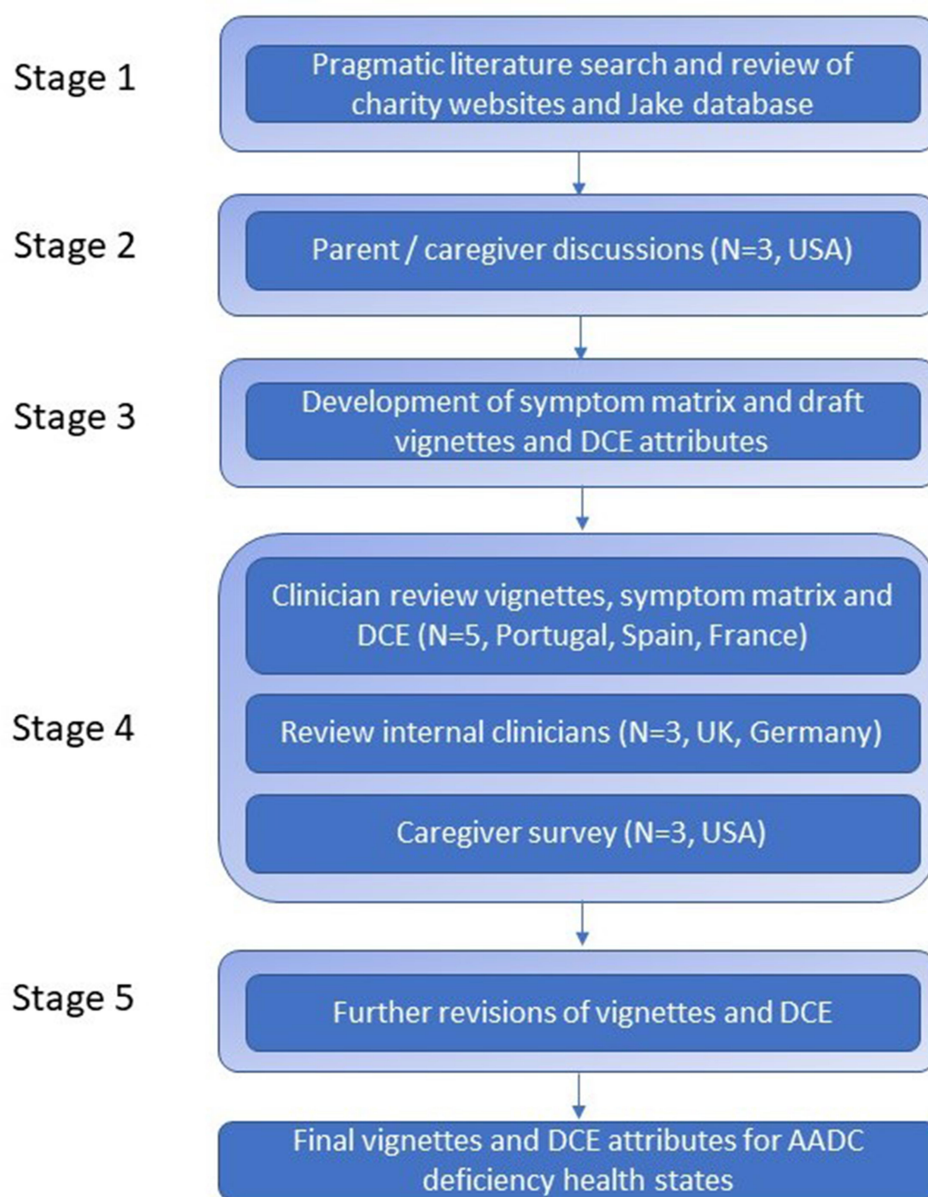 Stage 1
Pragmatic literature search and review of
charity websites and Jake database
Stage 2
Parent / caregiver discussions (N=3, USA)
Stage 3
Development of symptom matrix and draft
vignettes and DCE attributes
Stage 4
Clinician review vignettes, symptom matrix and
DCE (N=5, Portugal, Spain, France)
Review internal clinicians (N=3, UK, Germany)
Caregiver survey (N=3, USA)
Stage 5
Further revisions of vignettes and DCE
Final vignettes and DCE attributes for AADC
deficiency health states